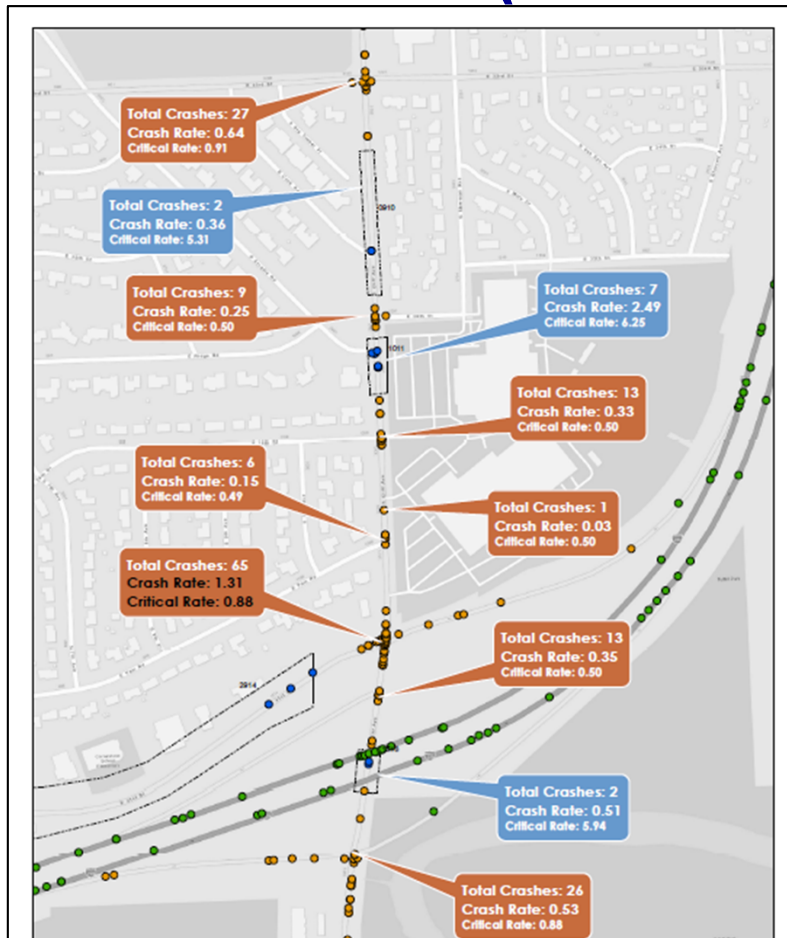 Total Crashes: 27
Crash Rate: 0.64
Critical Rate: 0.91
Total Crashes: 2
Crash Rate: 0.36
Critical Rate: 5.31
Total Crashes: 9
Crash Rate: 0.25
Critical Rate: 0.50
Total Crashes: 7
Crash Rate: 2.49
Critical Rate: 6.25
1011
Total Crashes: 13
Crash Rate: 0.33
Critical Rate: 0.50
Total Crashes: 6
Crash Rate: 0.15
Critical Rate: 0.49
Total Crashes: 1
Crash Rate: 0.03
Critical Rate: 0.50
Total Crashes: 65
Crash Rate: 1.31
Critical Rate: 0.88
Total Crashes: 13
Crash Rate: 0.35
Critical Rate: 0.50
Total Crashes: 2
Crash Rate: 0.51
Critical Rate: 5.94
Total Crashes: 26
Crash Rate: 0.53
Critical Rate: 0.88